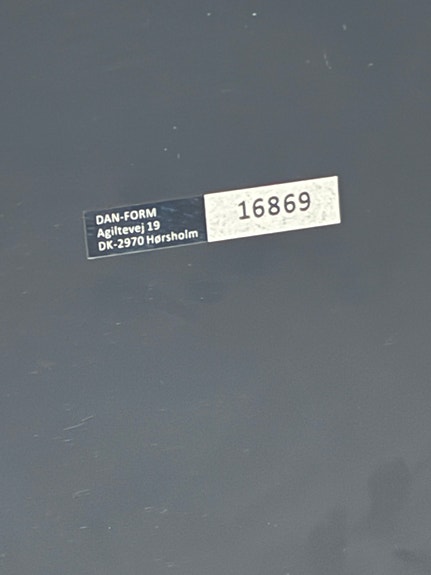 DAN-FORM
Agiltevej 19
DK-2970 Hørsholm
16869